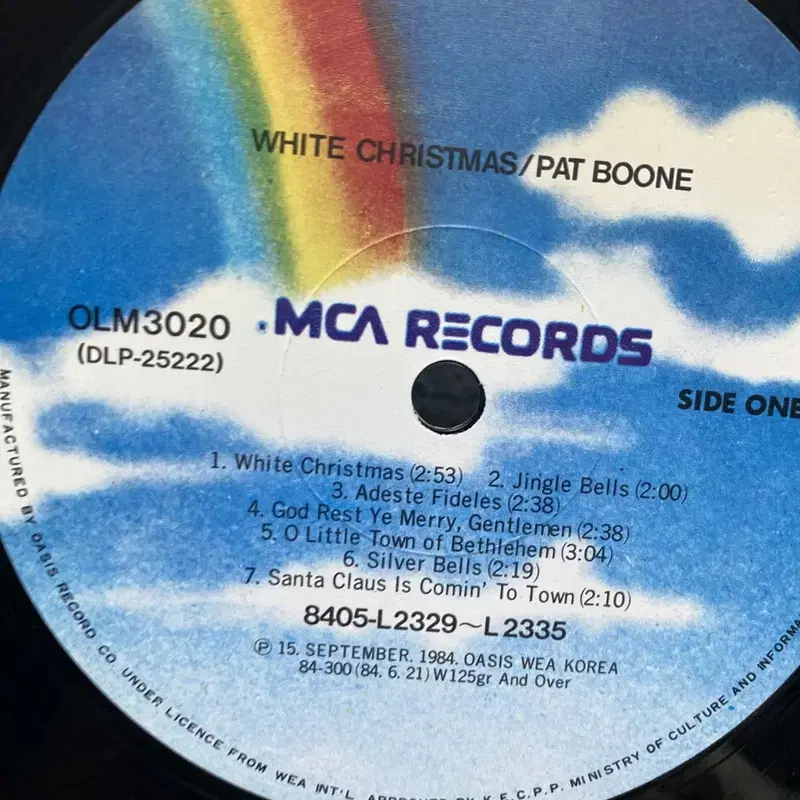 WHITE CHRISTMAS/PAT BOONE
OLM3020
(DLP-25222)
MCA RECORDS
SIDE ONE
1. White Christmas (2:53) 2. Jingle Bells (2:00)
3. Adeste Fideles (2:38)
4. God Rest Ye Merry, Gentlemen (2:38)
5. O Little Town of Bethlehem (3:04)
6. Silver Bells (2:19)
7. Santa Claus Is Comin' To Town (2:10)
8405-L2329~L2335
Ⓟ 15. SEPTEMBER. 1984. OASIS WEA KOREA
84-300 (84. 6. 21) W125gr And Over
MANUFACTURED BY OASIS RECORD CO. UNDER LICENCE FROM WEA INT'L. K.E.C.P.P. MINISTRY OF CULTURE AND